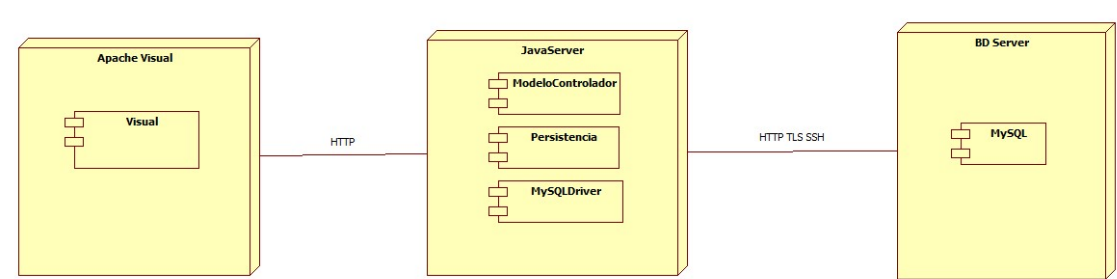 Apache Visual
Visual
HTTP
JavaServer
ModeloControlador
Persistencia
MySQLDriver
HTTP TLS SSH
BD Server
MySQL